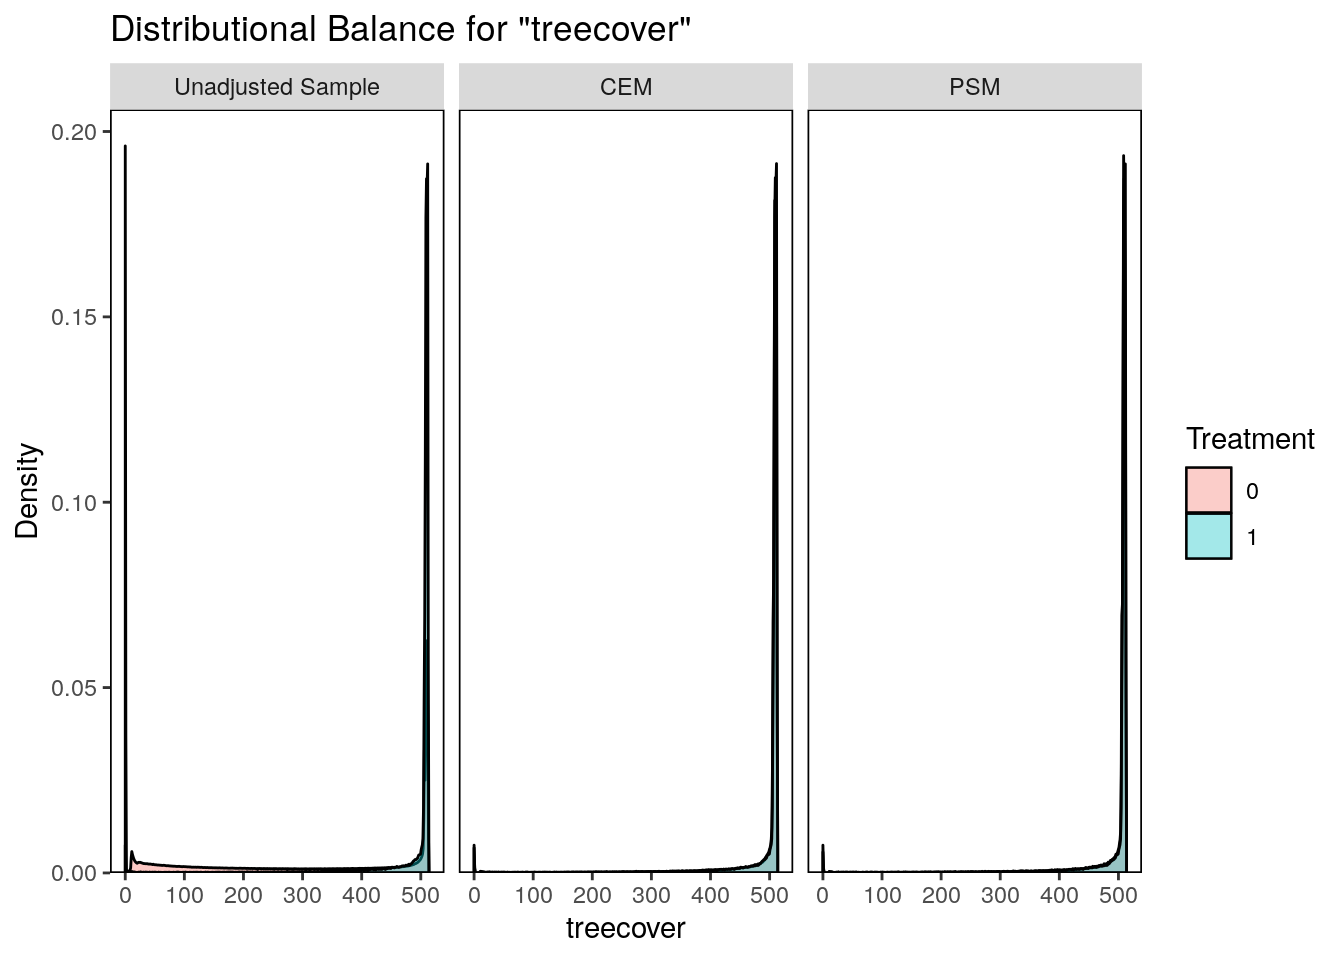 Distributional Balance for "treecover"
Unadjusted Sample
CEM
PSM
0.20
0.15
0.10
0.05
0.00
Density
0 100 200 300 400 500
0 100 200 300 400 500
0 100 200 300 400 500
treecover
Treatment
0
1